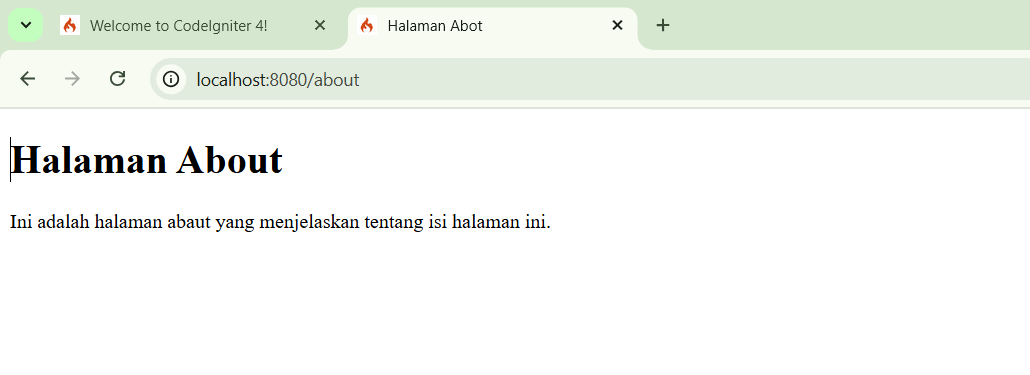 Welcome to CodeIgniter 4!
Halaman Abot
localhost:8080/about
Halaman About
Ini adalah halaman abaut yang menjelaskan tentang isi halaman ini.